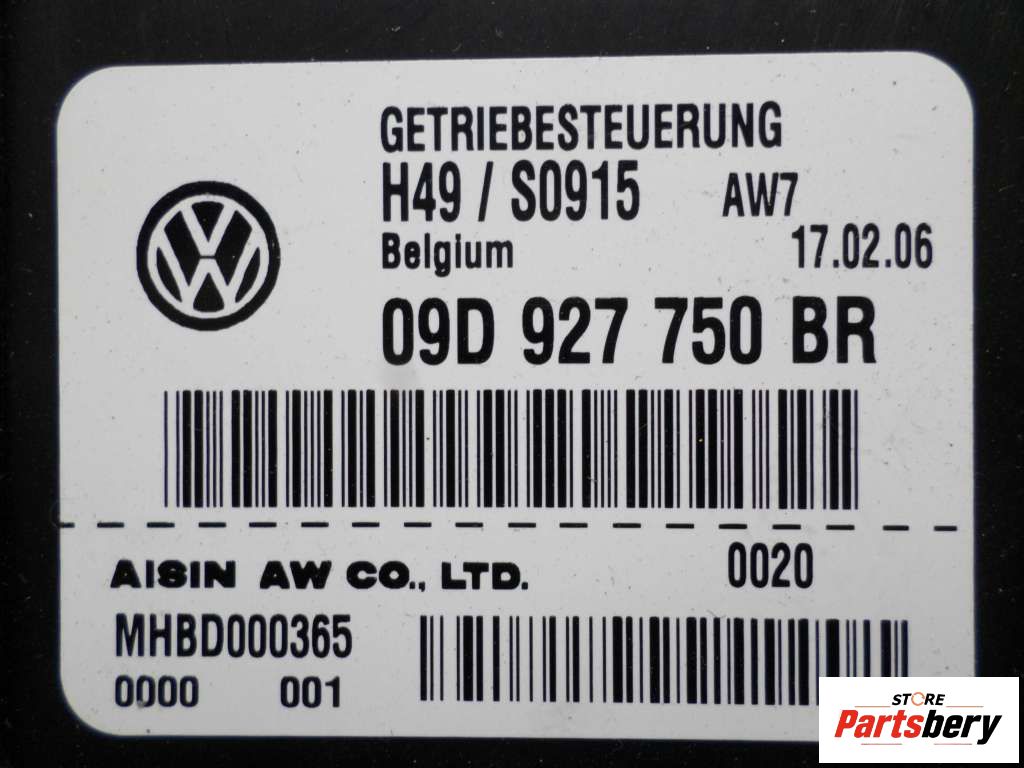 GETRIEBESTEUERUNG
H49 / S0915 AW7
Belgium 17.02.06
09D 927 750 BR
AISIN AW CO., LTD. 0020
MHBD000365
0000 001
STORE
Partsbery